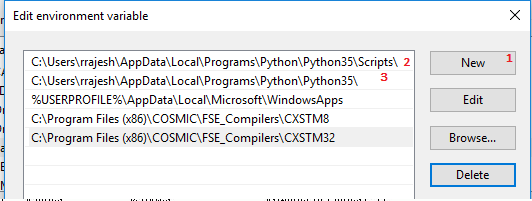 Edit environment variable
C:\Users\rrajesh\AppData\Local\Programs\Python\Python35\Scripts\ 2
New 1
C:\Users\rrajesh\AppData\Local\Programs\Python\Python35\ 3
%USERPROFILE%\AppData\Local\Microsoft\WindowsApps
Edit
C:\Program Files (x86)\COSMIC\FSE_Compilers\CXSTM8
C:\Program Files (x86)\COSMIC\FSE_Compilers\CXSTM32
Browse...
Delete